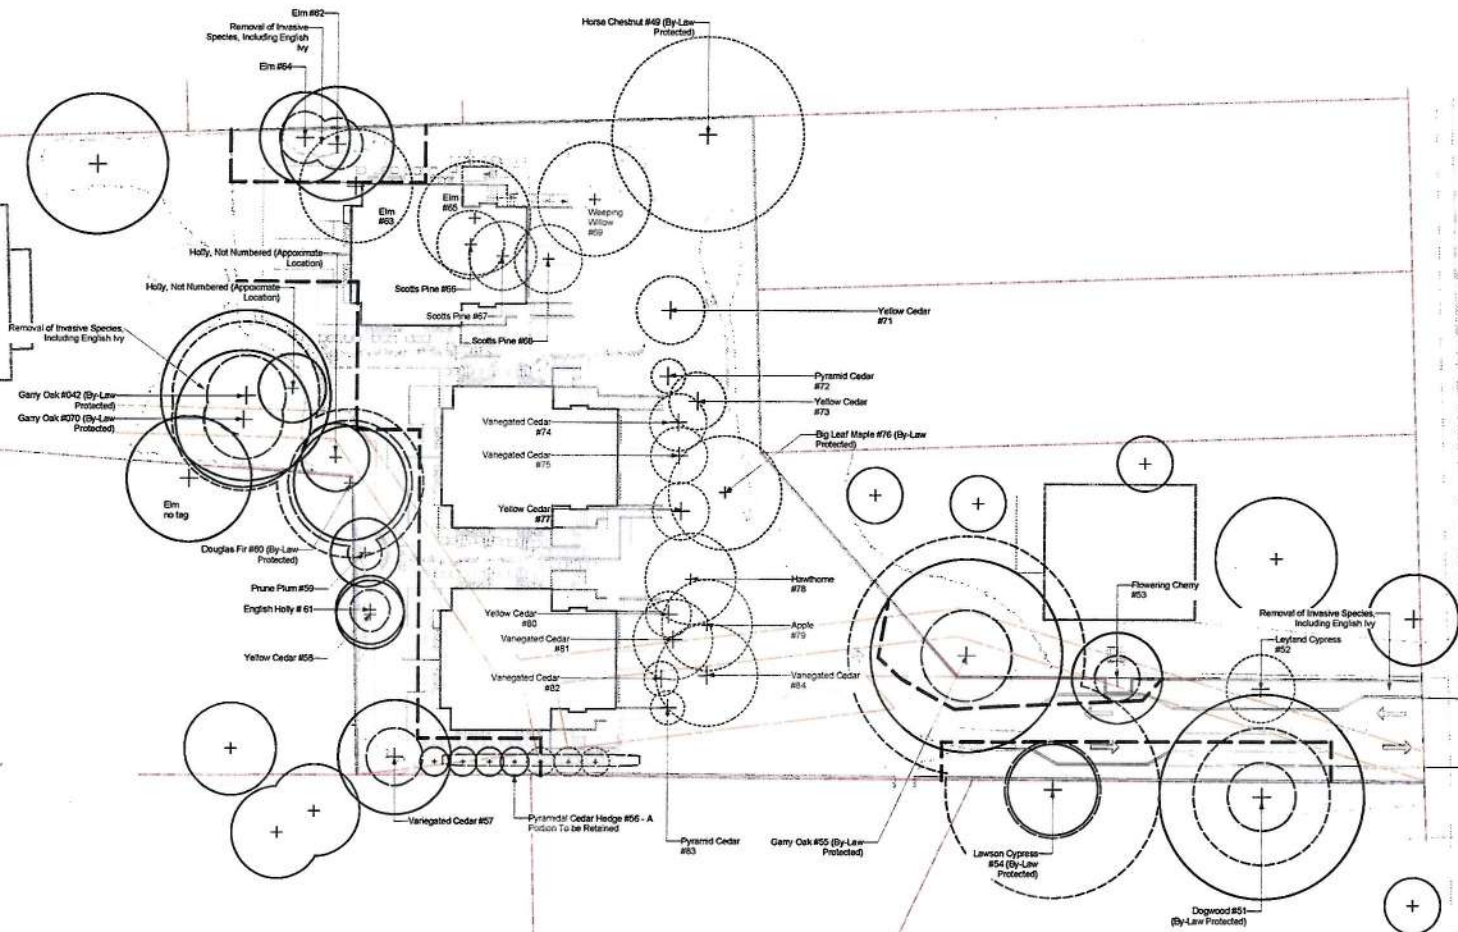 Elm #62
Removal of Invasive
Species, Including English
Ivy
Elm #64
Horse Chestnut #49 (By-Law
Protected)
Elm
#63
Elm
#65
Weeping
Willow
#69
Holly, Not Numbered (Appoximate
Location)
Holly, Not Numbered (Appoximate
Location)
Scotts Pine #66
Scotts Pine #67
Scotts Pine #68
Removal of Invasive Species,
Including English Ivy
Yellow Cedar
#71
Pyramid Cedar
#72
Yellow Cedar
#73
Garry Oak #042 (By-Law
Protected)
Garry Oak #070 (By-Law
Protected)
Variegated Cedar
#74
Variegated Cedar
#75
Big Leaf Maple #76 (By-Law
Protected)
Yellow Cedar
#77
Elm
no tag
Douglas Fir #60 (By-Law
Protected)
Prune Plum #59
English Holly # 61
Yellow Cedar #58
Hawthorne
#78
Yellow Cedar
#80
Apple
#79
Variegated Cedar
#81
Variegated Cedar
#82
Variegated Cedar
#84
Flowering Cherry
#53
Removal of Invasive Species,
Including English Ivy
Leyland Cypress
#52
Variegated Cedar #57
Pyramidal Cedar Hedge #56 - A
Portion To be Retained
Pyramid Cedar
#83
Garry Oak #55 (By-Law
Protected)
Lawson Cypress
#54 (By-Law
Protected)
Dogwood #51
(By-Law Protected)